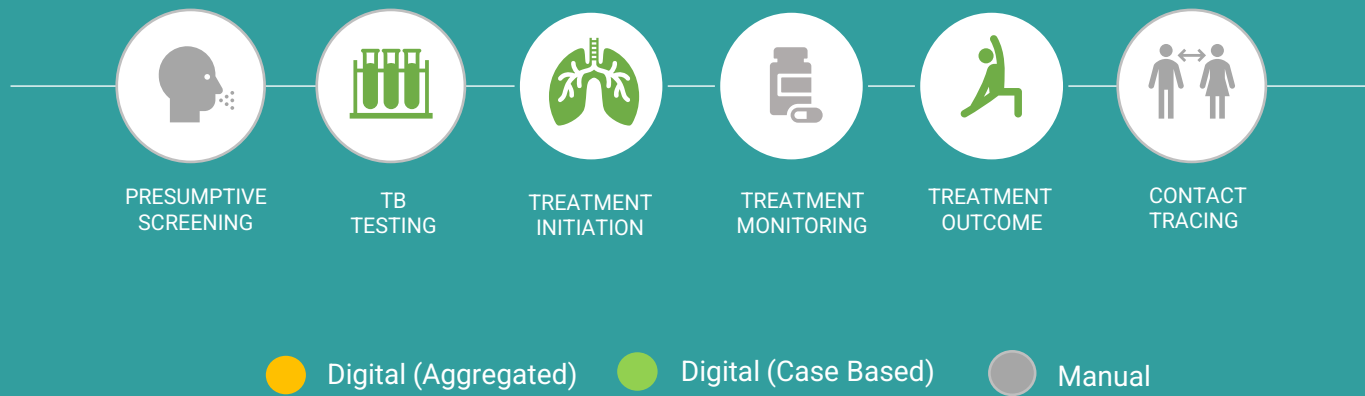 PRESUMPTIVE
SCREENING
TB
TESTING
TREATMENT
INITIATION
TREATMENT
MONITORING
TREATMENT
OUTCOME
CONTACT
TRACING
Digital (Aggregated)
Digital (Case Based)
Manual